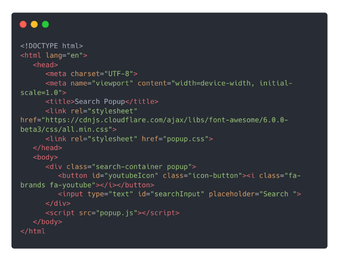 <!DOCTYPE html>
<html lang="en">
<head>
<meta charset="UTF-8">
<meta name="viewport" content="width=device-width, initial-
scale=1.0">
<title>Search Popup</title>
<link rel="stylesheet"
href="https://cdnjs.cloudflare.com/ajax/libs/font-awesome/6.0.0-
beta3/css/all.min.css">
<link rel="stylesheet" href="popup.css">
</head>
<body>
<div class="search-container popup">
<button id="youtubeIcon" class="icon-button"><i class="fa-
brands fa-youtube"></i></button>
<input type="text" id="searchInput" placeholder="Search ">
</div>
<script src="popup.js"></script>
</body>
</html